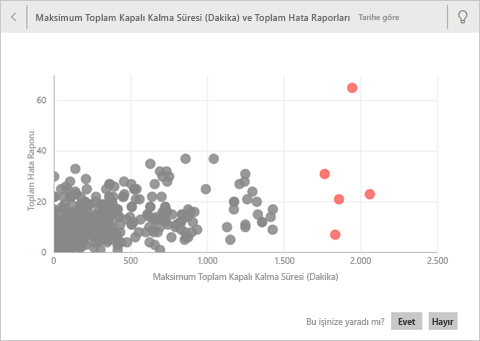 Maksimum Toplam Kapalı Kalma Süresi (Dakika) ve Toplam Hata Raporları Tarihe göre
60
40
20
0
Toplam Hata Raporu
0 500 1.000 1.500 2.000 2.500
Maksimum Toplam Kapalı Kalma Süresi (Dakika)
Bu işinize yaradı mı? Evet Hayır